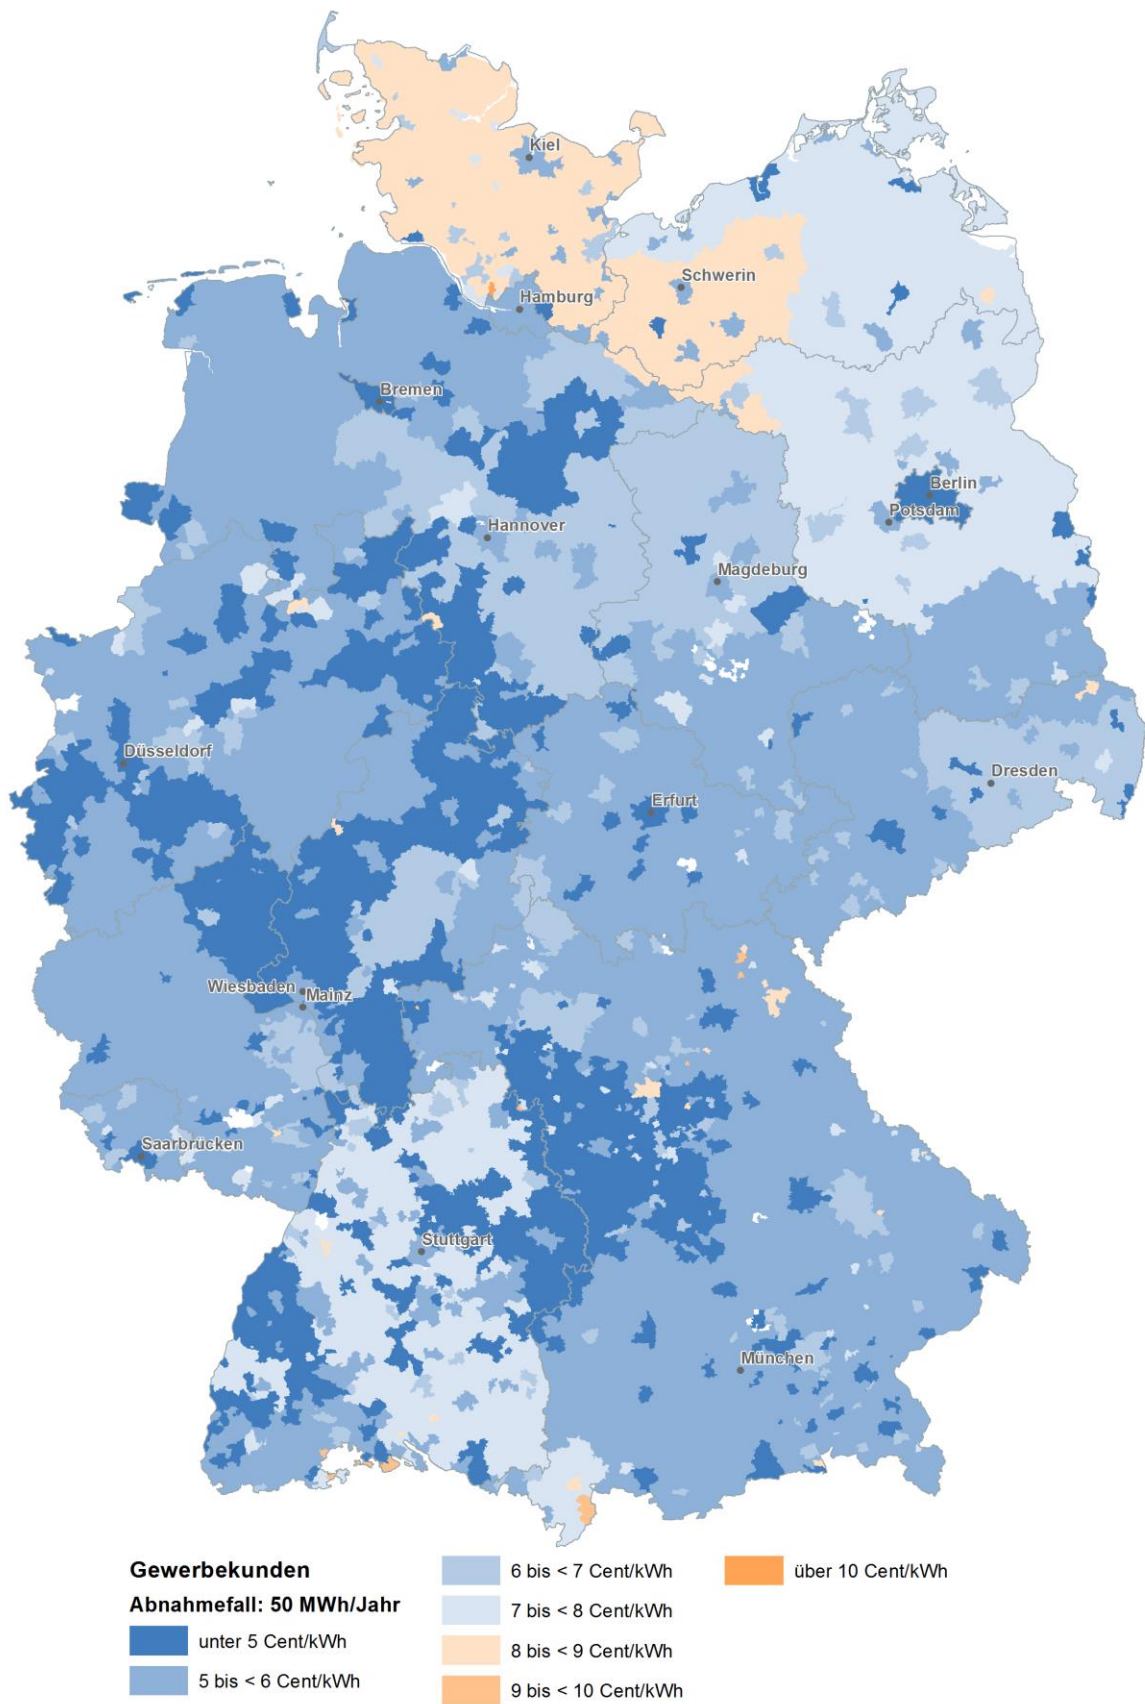 Kiel
Schwerin
Hamburg
Bremen
Berlin
Potsdam
Hannover
Magdeburg
Düsseldorf
Dresden
Erfurt
Wiesbaden
Mainz
Saarbrücken
Stuttgart
München
Gewerbekunden
Abnahmefall: 50 MWh/Jahr
unter 5 Cent/kWh
5 bis < 6 Cent/kWh
6 bis < 7 Cent/kWh
7 bis < 8 Cent/kWh
8 bis < 9 Cent/kWh
9 bis < 10 Cent/kWh
über 10 Cent/kWh